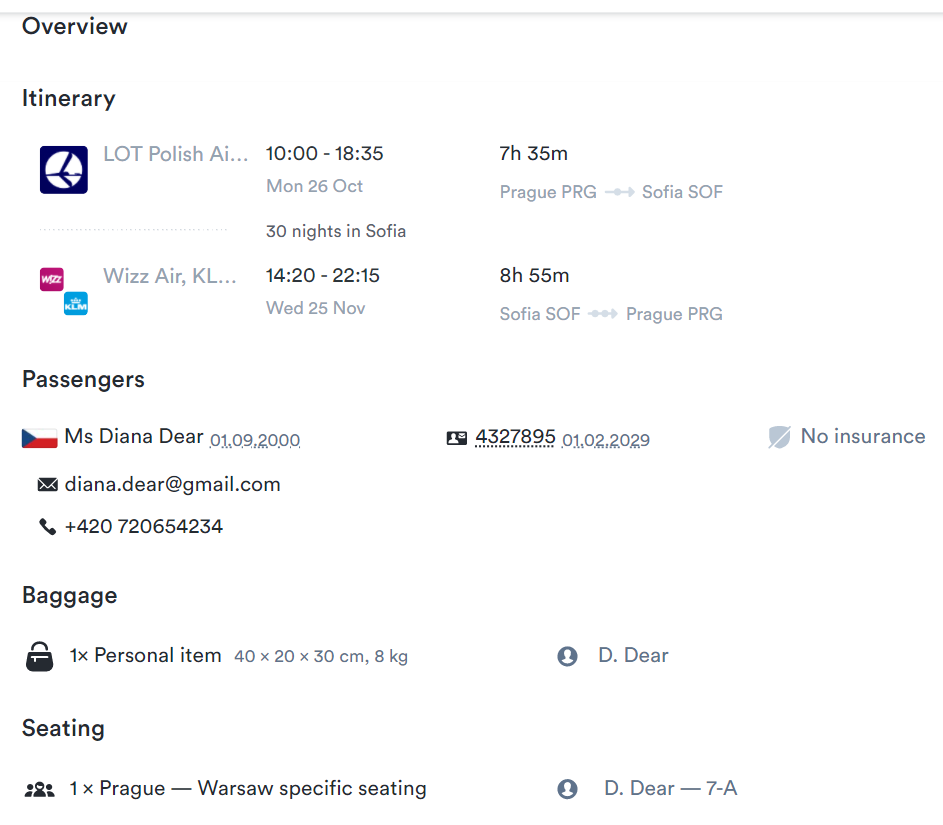 Overview
Itinerary
LOT Polish Ai... 10:00 - 18:35 7h 35m
Mon 26 Oct Prague PRG Sofia SOF
30 nights in Sofia
WIZZ Wizz Air, KL... 14:20 - 22:15 8h 55m
KLM Wed 25 Nov Sofia SOF Prague PRG
Passengers
Ms Diana Dear 01.09.2000 4327895 01.02.2029 No insurance
diana.dear@gmail.com
+420 720654234
Baggage
1× Personal item 40 × 20 × 30 cm, 8 kg D. Dear
Seating
1 × Prague — Warsaw specific seating D. Dear — 7-A